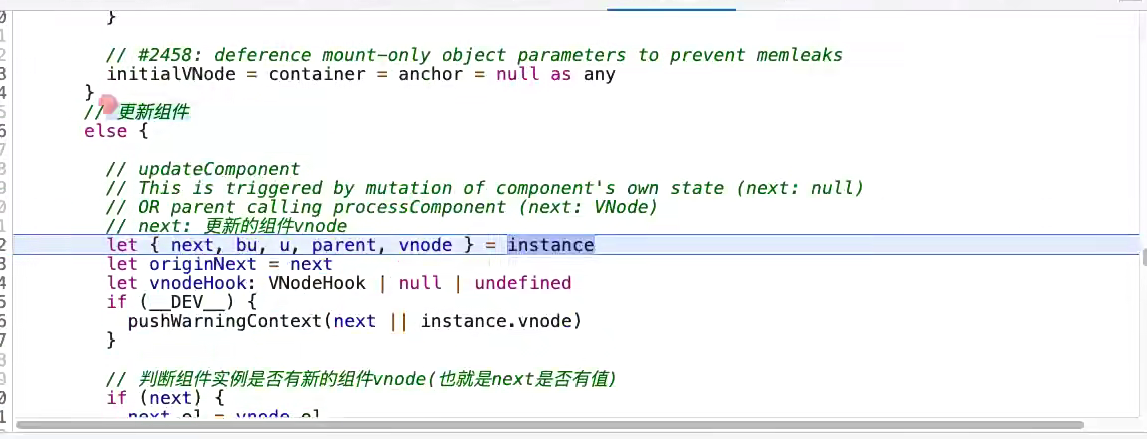 }
// #2458: deference mount-only object parameters to prevent memleaks
initialVNode = container = anchor = null as any
}
// 更新组件
else {
// updateComponent
// This is triggered by mutation of component's own state (next: null)
// OR parent calling processComponent (next: VNode)
// next: 更新的组件vnode
let { next, bu, u, parent, vnode } = instance
let originNext = next
let vnodeHook: VNodeHook | null | undefined
if (__DEV__) {
pushWarningContext(next || instance.vnode)
}
// 判断组件实例是否有新的组件vnode(也就是next是否有值)
if (next) {
next.el = vnode.el